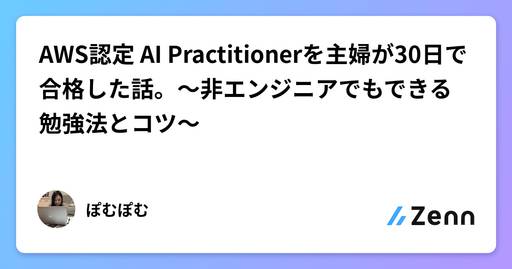 AWS認定 AI Practitionerを主婦が30日で
合格した話。〜非エンジニアでもできる
勉強法とコツ〜
ぽむぽむ
Zenn